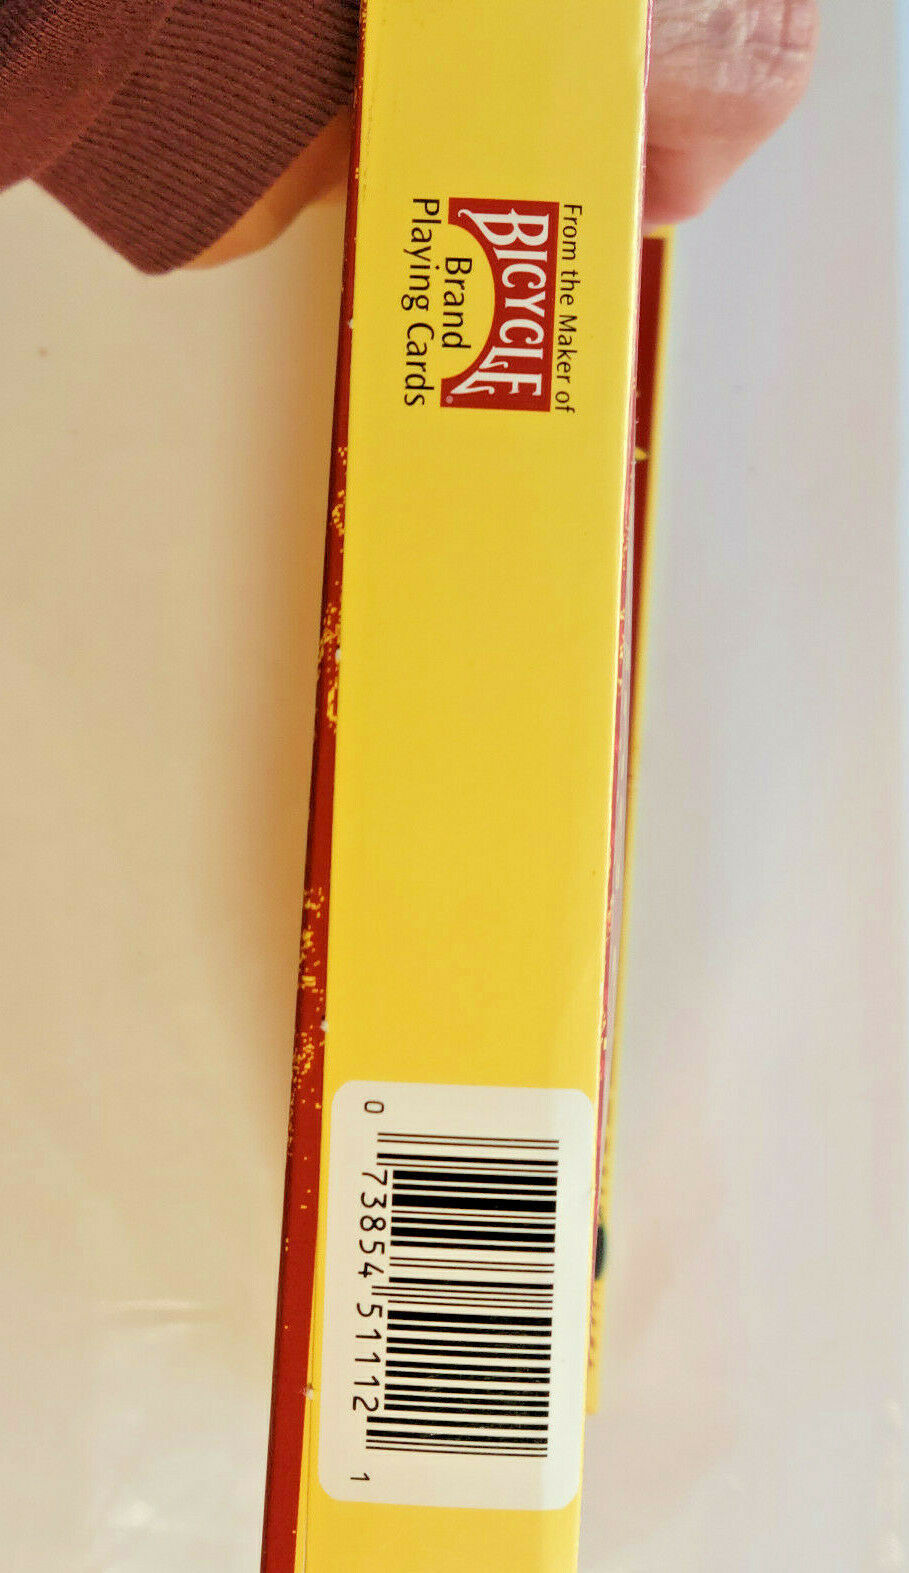 From the Maker of
BICYCLE®
Brand
Playing Cards
0 73854 51112 1